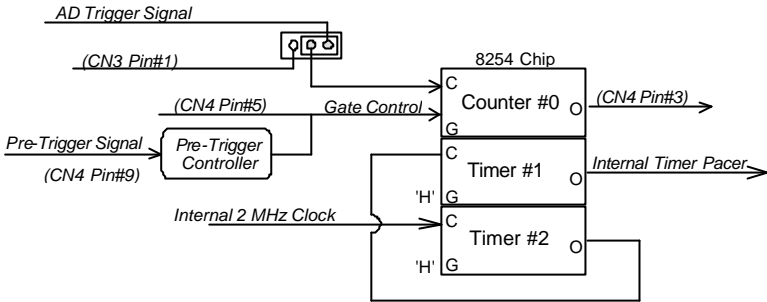 AD Trigger Signal
(CN3 Pin#1)
8254 Chip
C
Counter #0
O
G
(CN4 Pin#3)
(CN4 Pin#5)
Gate Control
Pre-Trigger Signal
(CN4 Pin#9)
Pre-Trigger
Controller
C
Timer #1
O
'H'
G
Internal Timer Pacer
Internal 2 MHz Clock
C
Timer #2
O
'H'
G